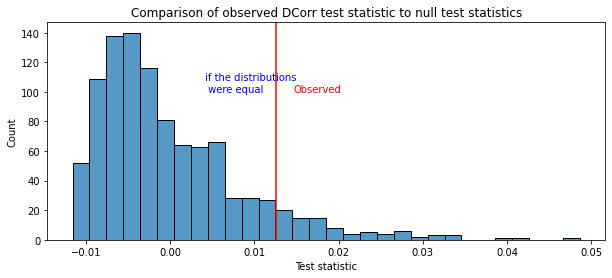 Comparison of observed DCorr test statistic to null test statistics
140
120
100
80
60
40
20
0
Count
if the distributions
were equal
Observed
−0.01
0.00
0.01
0.02
0.03
0.04
0.05
Test statistic